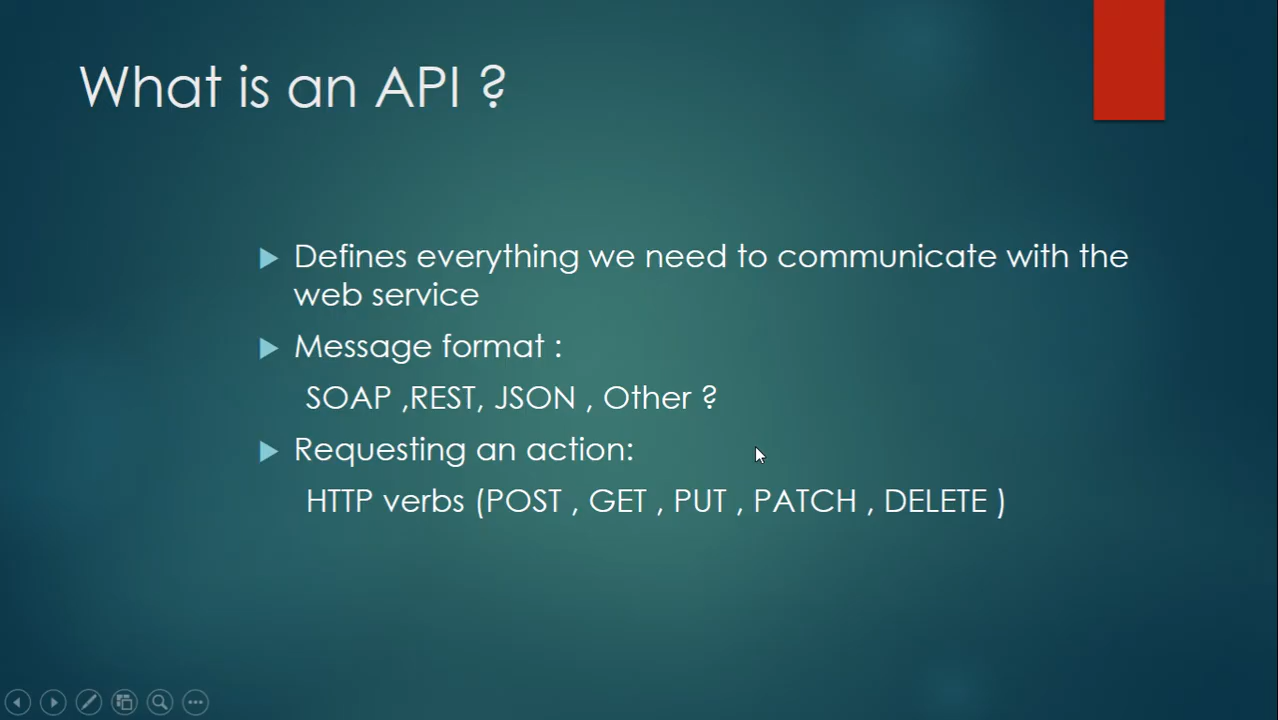 What is an API ?
Defines everything we need to communicate with the
web service
Message format :
SOAP ,REST, JSON , Other ?
Requesting an action:
HTTP verbs (POST , GET , PUT , PATCH , DELETE )